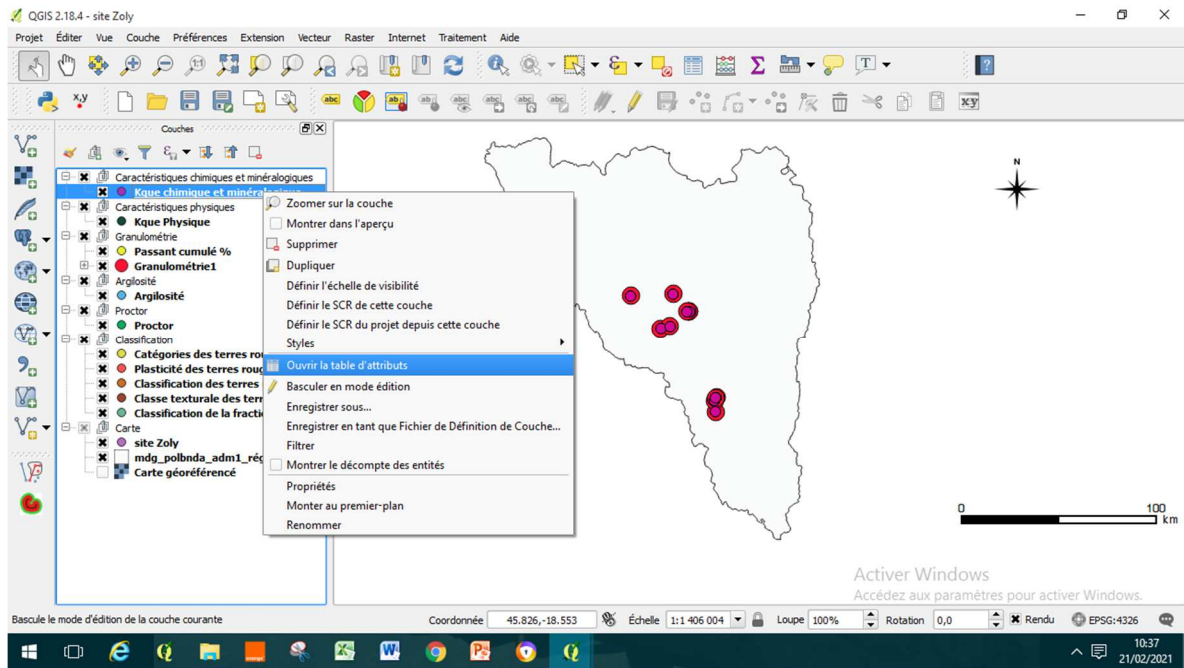 QGIS 2.18.4 - site Zoly
Projet Éditer Vue Couche Préférences Extension Vecteur Raster Internet Traitement Aide
Couches
Caractéristiques chimiques et minéralogiques
Kque chimique et minéralogique
Caractéristiques physiques
Kque Physique
Granulométrie
Passant cumulé %
Granulométrie1
Argilosité
Argilosité
Proctor
Proctor
Classification
Catégories des terres rou
Plasticité des terres roug
Classification des terres
Classe texturale des terr
Classification de la fracti
Carte
site Zoly
mdg_polbnda_adm1_rég
Carte géoréférencé
Zoomer sur la couche
Montrer dans l'aperçu
Supprimer
Dupliquer
Définir l'échelle de visibilité
Définir le SCR de cette couche
Définir le SCR du projet depuis cette couche
Styles
Ouvrir la table d'attributs
Basculer en mode édition
Enregistrer sous...
Enregistrer en tant que Fichier de Définition de Couche...
Filtrer
Montrer le décompte des entités
Propriétés
Monter au premier-plan
Renommer
N
0 100
km
Activer Windows
Accédez aux paramètres pour activer Windows.
Bascule le mode d'édition de la couche courante Coordonnée 45.826,-18.553 Échelle 1:1 406 004 Loupe 100% Rotation 0,0 Rendu EPSG:4326
10:37
21/02/2021